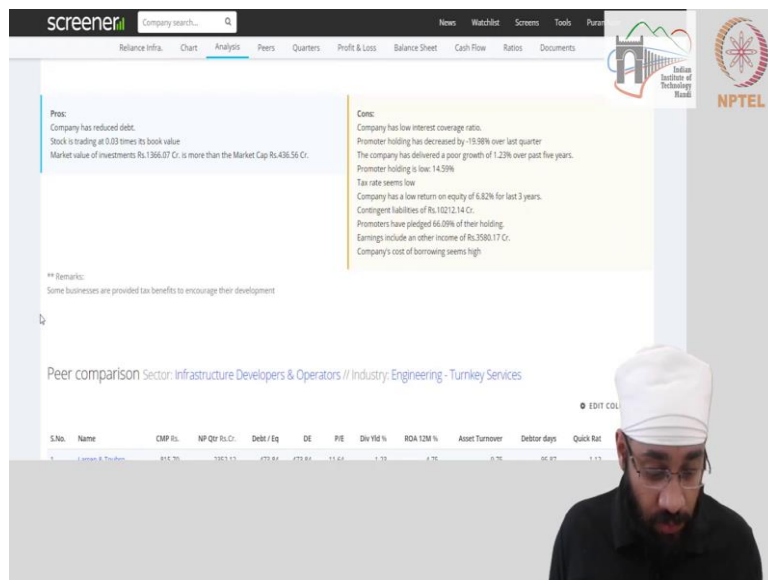 screener
Company search...
News Watchlist Screens Tools Puran
Reliance Infra. Chart Analysis Peers Quarters Profit & Loss Balance Sheet Cash Flow Ratios Documents
Indian
Institute of
Technology
Mandi
NPTEL
Pros:
Company has reduced debt.
Stock is trading at 0.03 times its book value
Market value of investments Rs.1366.07 Cr. is more than the Market Cap Rs.436.56 Cr.
Cons:
Company has low interest coverage ratio.
Promoter holding has decreased by -19.98% over last quarter
The company has delivered a poor growth of 1.23% over past five years.
Promoter holding is low: 14.59%
Tax rate seems low
Company has a low return on equity of 6.82% for last 3 years.
Contingent liabilities of Rs.10212.14 Cr.
Promoters have pledged 66.09% of their holding.
Earnings include an other income of Rs.3580.17 Cr.
Company's cost of borrowing seems high
** Remarks:
Some businesses are provided tax benefits to encourage their development
Peer comparison Sector: Infrastructure Developers & Operators // Industry: Engineering - Turnkey Services
EDIT COL
S.No. Name CMP Rs. NP Qtr Rs.Cr. Debt / Eq DE P/E Div Yld % ROA 12M % Asset Turnover Debtor days Quick Rat